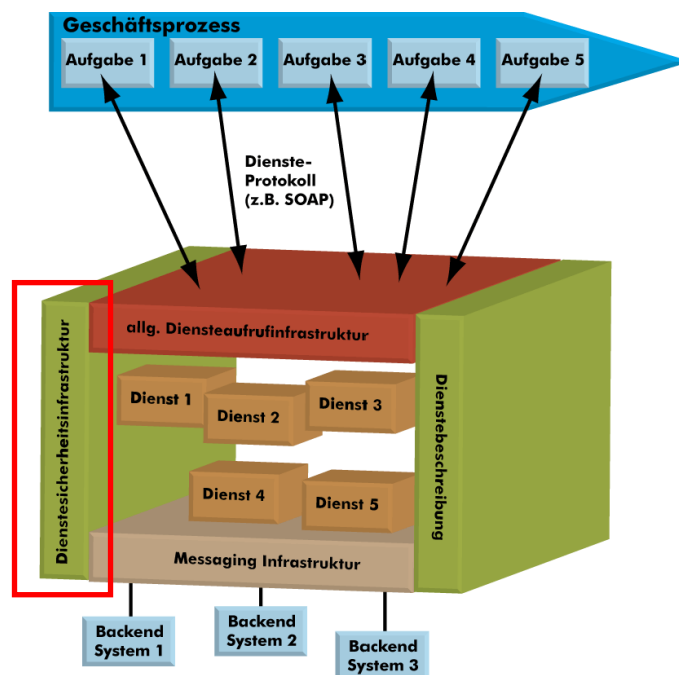 Geschäftsprozess
Aufgabe 1
Aufgabe 2
Aufgabe 3
Aufgabe 4
Aufgabe 5
Dienste-
Protokoll
(z.B. SOAP)
Dienstesicherheitsinfrastruktur
allg. Diensteaufrufinfrastruktur
Dienstebeschreibung
Dienst 1
Dienst 2
Dienst 3
Dienst 4
Dienst 5
Messaging Infrastruktur
Backend
System 1
Backend
System 2
Backend
System 3